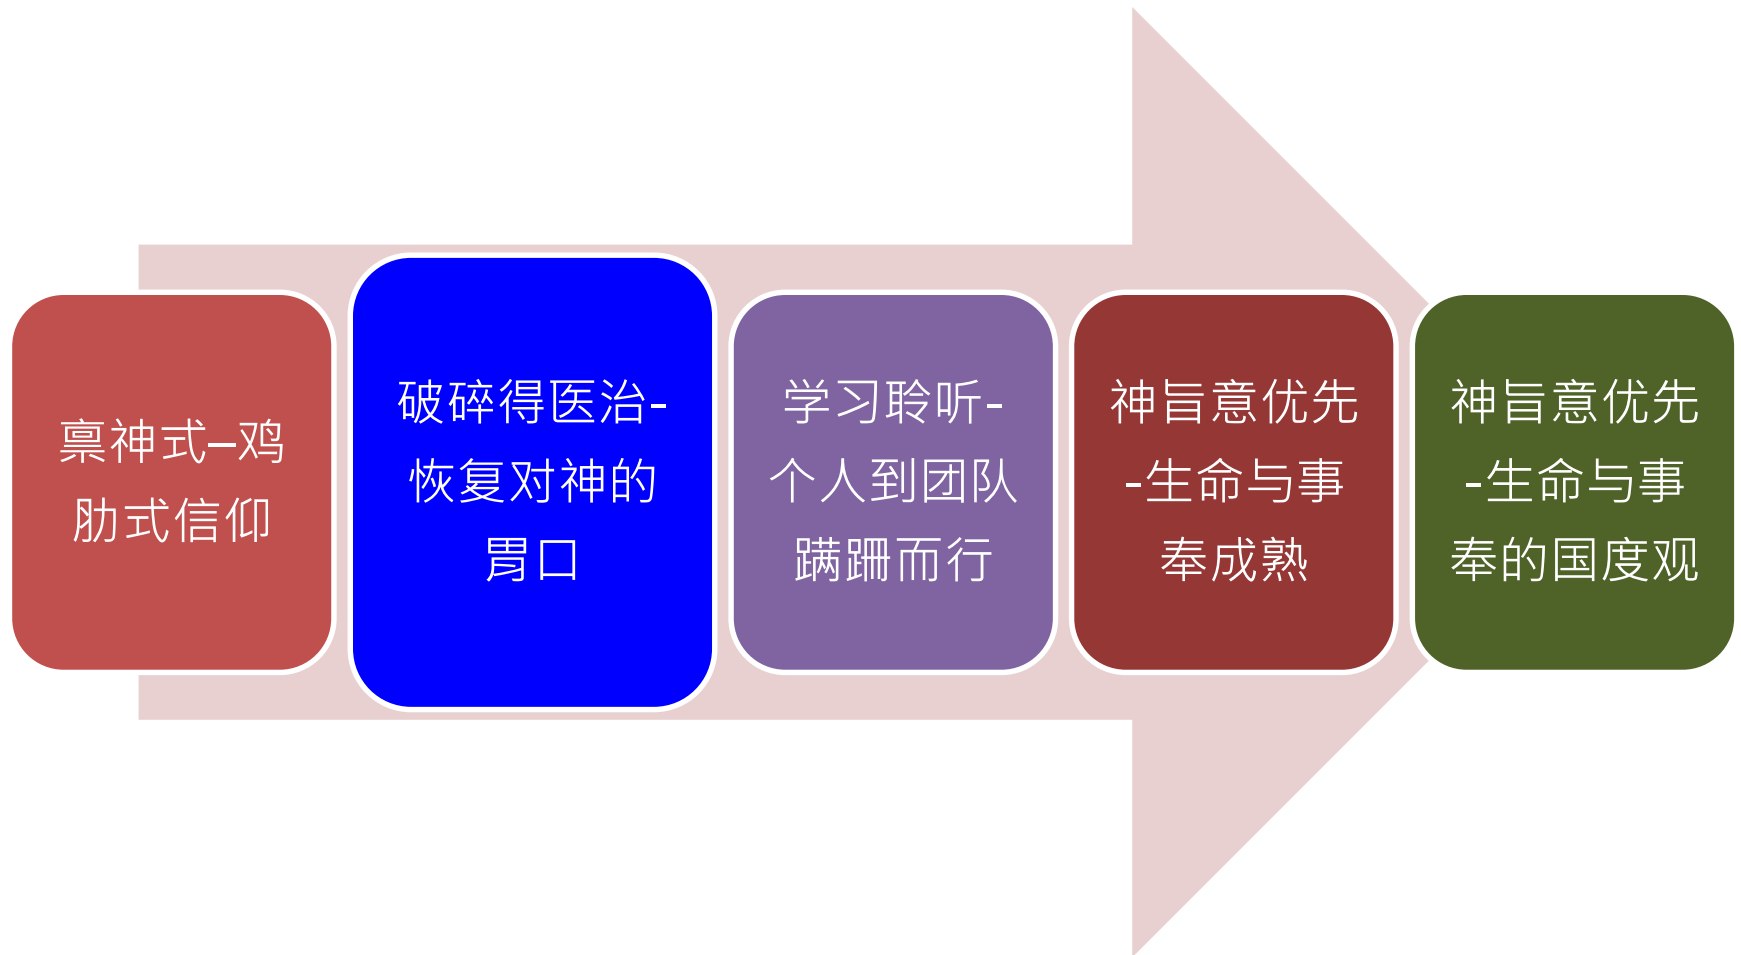 禀神式–鸡
肋式信仰
破碎得医治-
恢复对神的
胃口
学习聆听-
个人到团队
蹒跚而行
神旨意优先
-生命与事
奉成熟
神旨意优先
-生命与事
奉的国度观